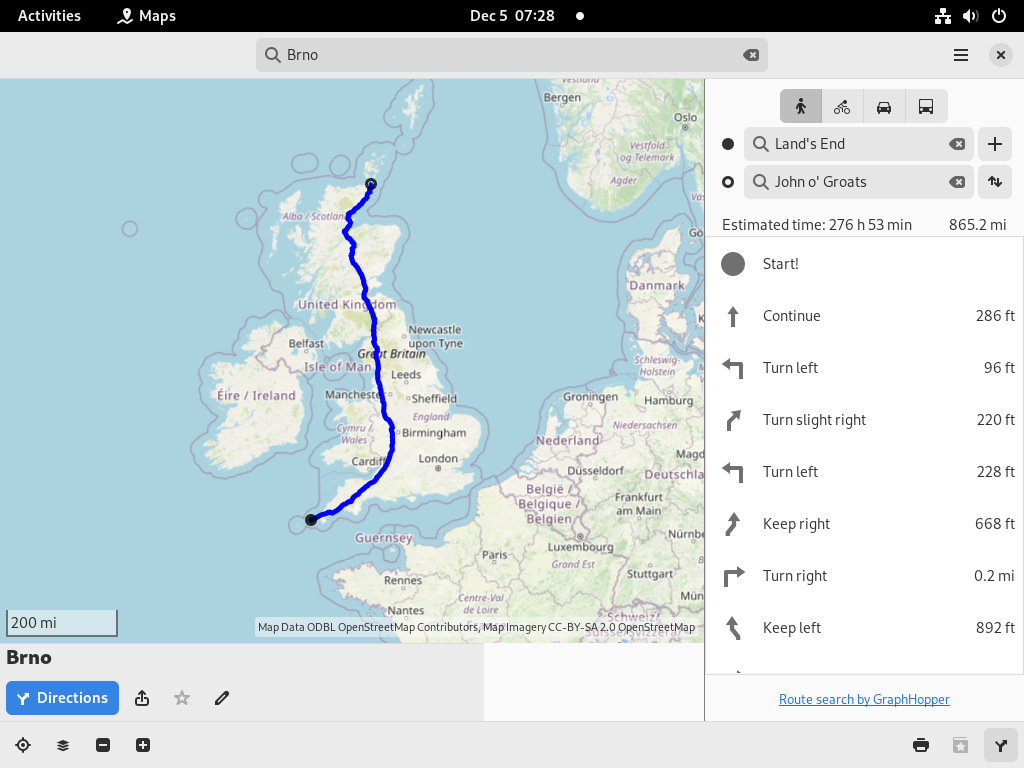 Activities
Maps
Dec 5 07:28
Brno
Land's End
John o' Groats
Estimated time: 276 h 53 min
865.2 mi
Start!
Continue
286 ft
Turn left
96 ft
Turn slight right
220 ft
Turn left
228 ft
Keep right
668 ft
Turn right
0.2 mi
Keep left
892 ft
Route search by GraphHopper
Vestland
Bergen
Oslo
Vestfold
og Telemark
Agder
Alba / Scotland
Danmark
United Kingdom
Newcastle
upon Tyne
Belfast
Great Britain
Isle of Man
Leeds
Schleswig-
Holstein
Éire / Ireland
Manchester
Sheffield
Groningen
Hamburg
England
Niedersachsen
Cymru /
Wales
Birmingham
Nederland
Cardiff
London
Düsseldorf
Magd
Deutschla
België /
Belgique /
Belgien
Frankfurt
am Main
Guernsey
Luxembourg
Nürnbe
Paris
Grand Est
Rennes
Stuttgart
Centre-Val
de Loire
Mün
Nantes
Schweiz/
200 mi
Map Data ODBL OpenStreetMap Contributors, Map Imagery CC-BY-SA 2.0 OpenStreetMap
Brno
Directions